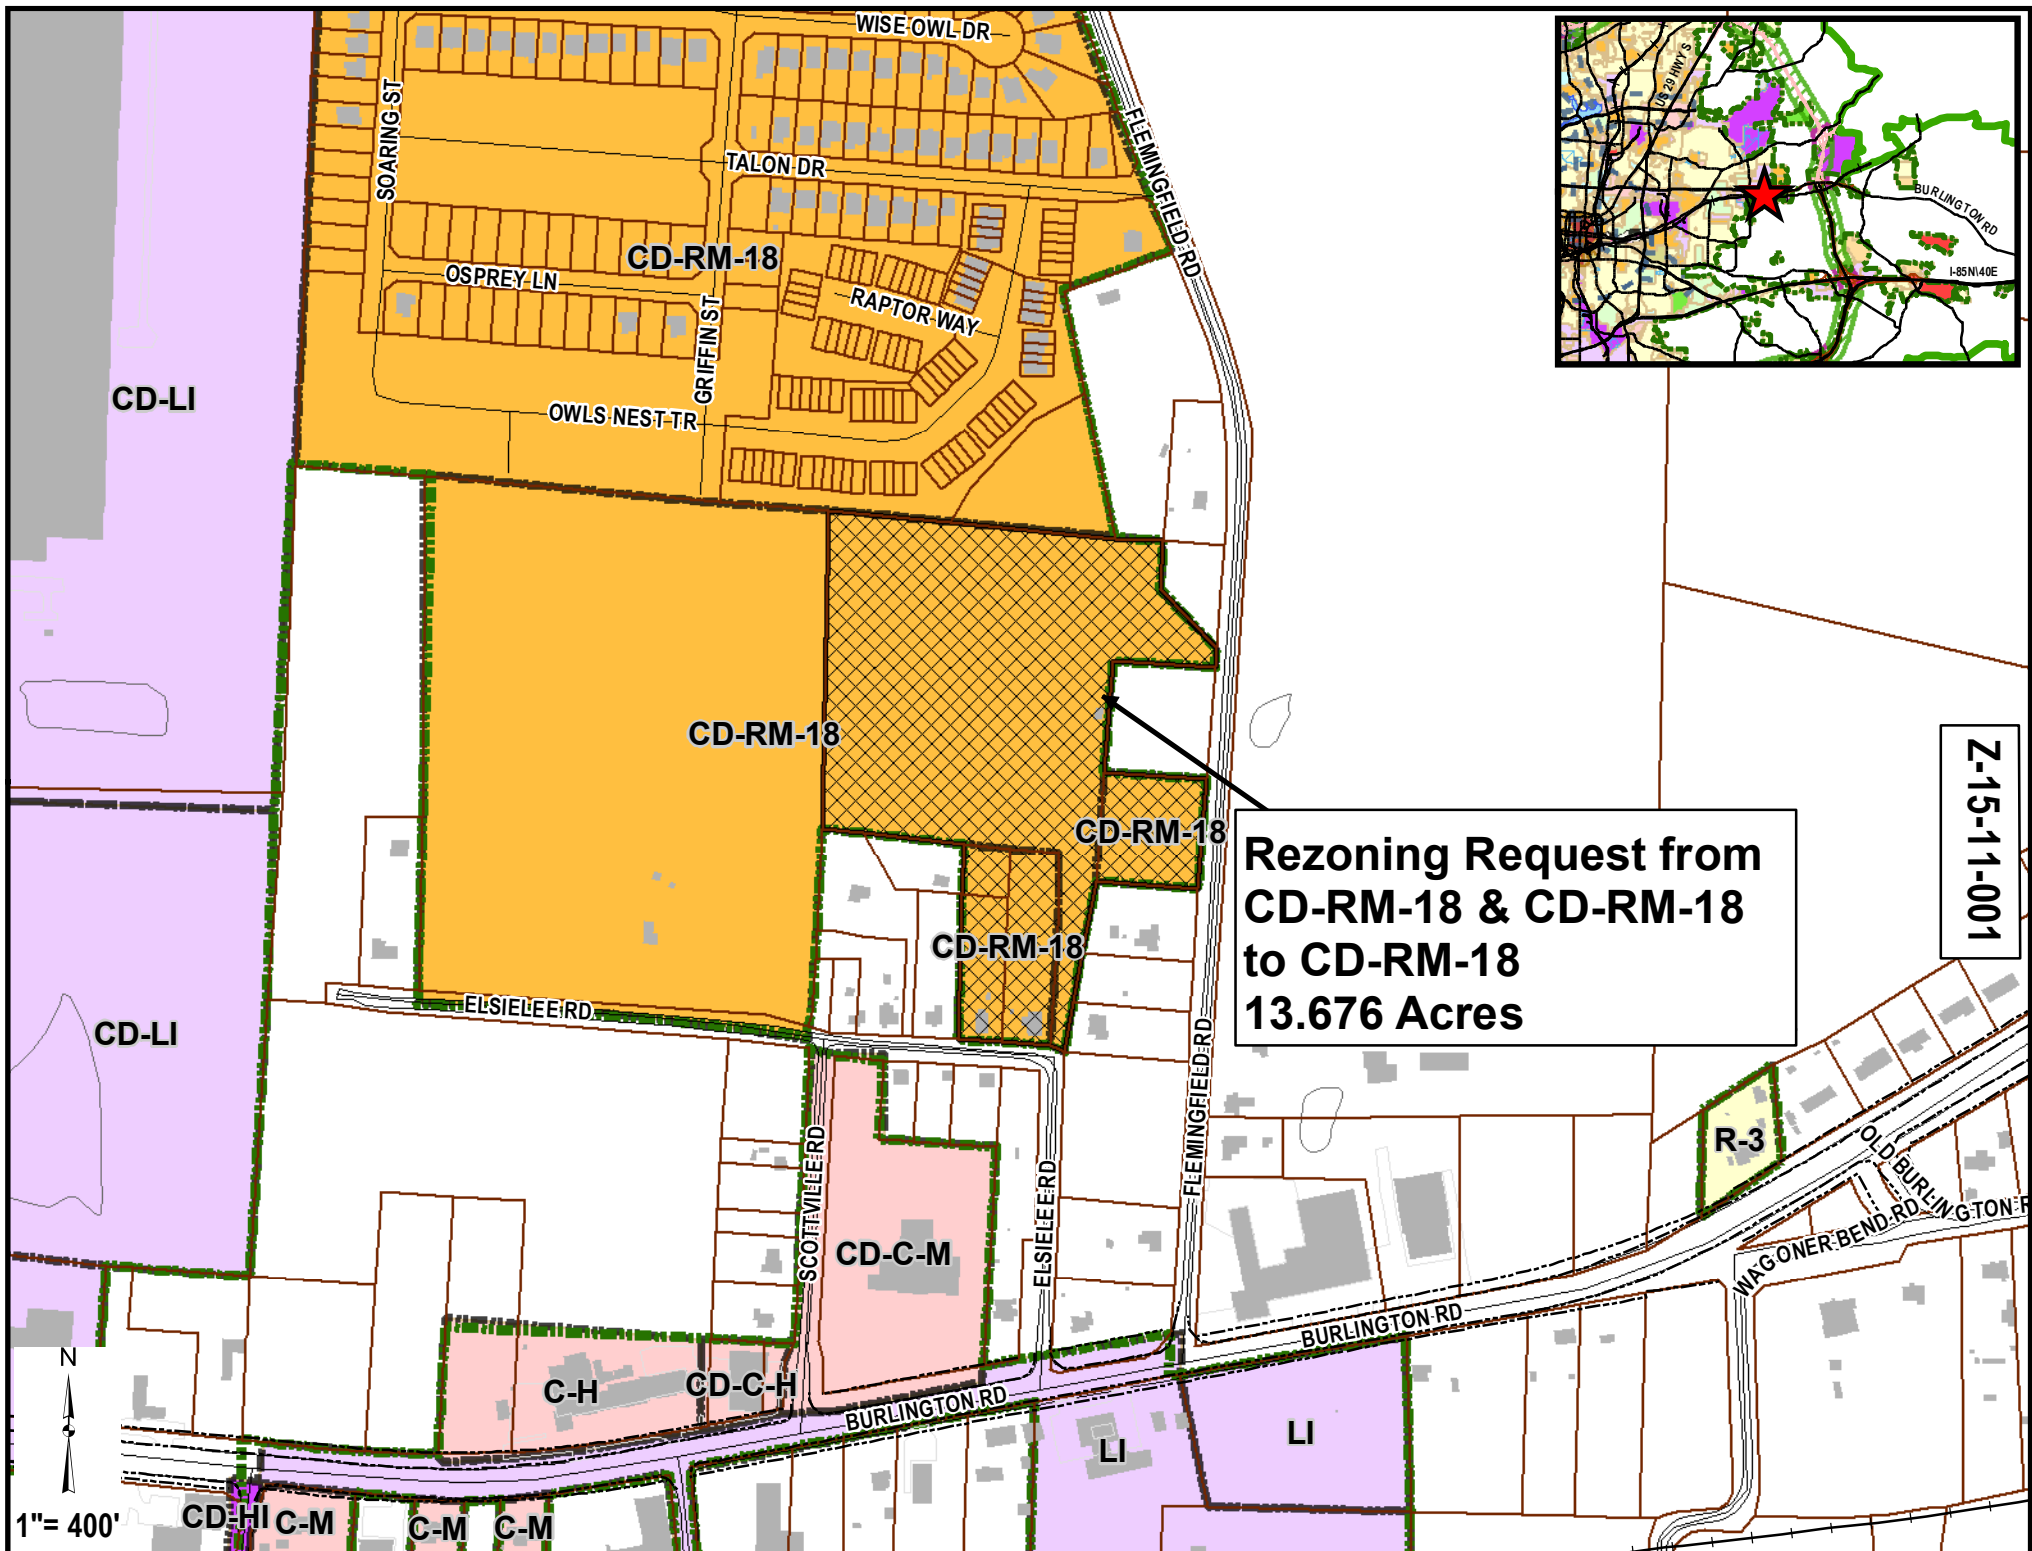 WISE OWL DR
SOARING ST
FLEMINGFIELD RD
TALON DR
CD-RM-18
OSPREY LN
RAPTOR WAY
GRIFFIN ST
CD-LI
OWLS NEST TR
US 29 HWY S
BURLINGTON RD
I-85N\40E
CD-RM-18
Z-15-11-001
CD-RM-18
Rezoning Request from
CD-RM-18 & CD-RM-18
to CD-RM-18
13.676 Acres
CD-RM-18
ELSIELEE RD
CD-LI
FLEMINGFIELD RD
SCOTTVILLE RD
ELSIELEE RD
CD-C-M
R-3
OLD BURLINGTON R
WAGONER BEND RD
BURLINGTON RD
N
C-H
CD-C-H
BURLINGTON RD
LI
LI
1"= 400'
CD-HI
C-M
C-M
C-M